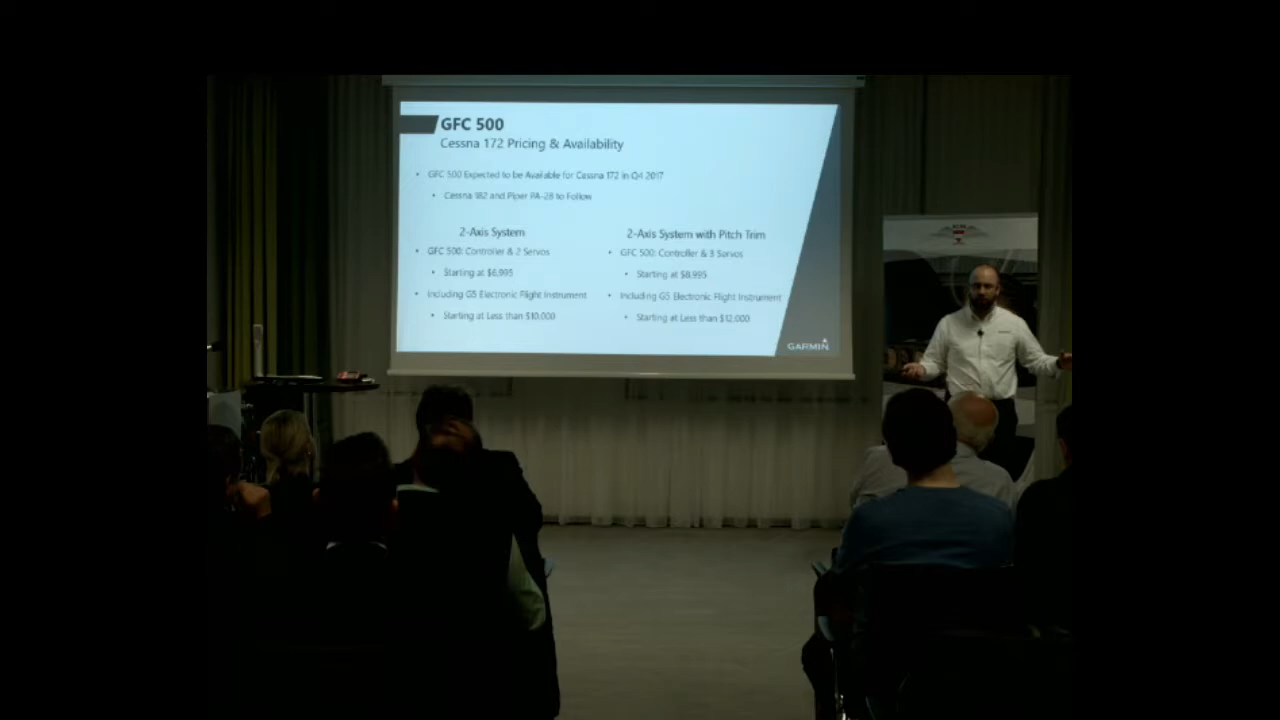 GFC 500
Cessna 172 Pricing & Availability
• GFC 500 Expected to be Available for Cessna 172 in Q4 2017
• Cessna 182 and Piper PA-28 to Follow
2-Axis System
• GFC 500: Controller & 2 Servos
• Starting at $6,995
• Including G5 Electronic Flight Instrument
• Starting at Less than $10,000
2-Axis System with Pitch Trim
• GFC 500: Controller & 3 Servos
• Starting at $8,995
• Including G5 Electronic Flight Instrument
• Starting at Less than $12,000
GARMIN